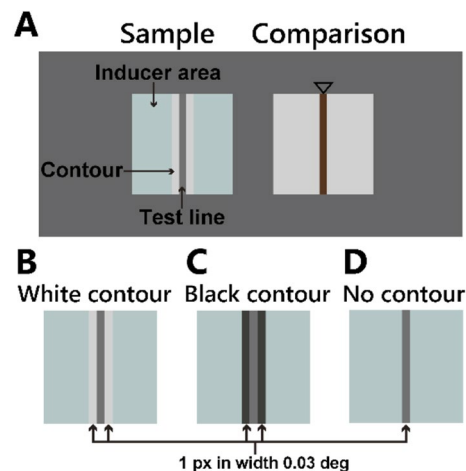 A
Sample Comparison
Inducer area
Contour
Test line
B C D
White contour Black contour No contour
1 px in width 0.03 deg